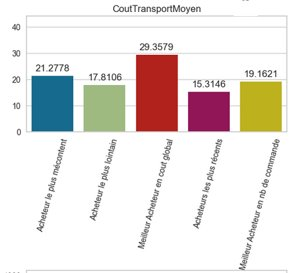 CoutTransportMoyen
40
30
20
10
0
21.2778
17.8106
29.3579
15.3146
19.1621
Acheteur le plus mécontent
Acheteur le plus lointain
Meilleur Acheteur en cout global
Acheteurs les plus récents
Meilleur Acheteur en nb de commande